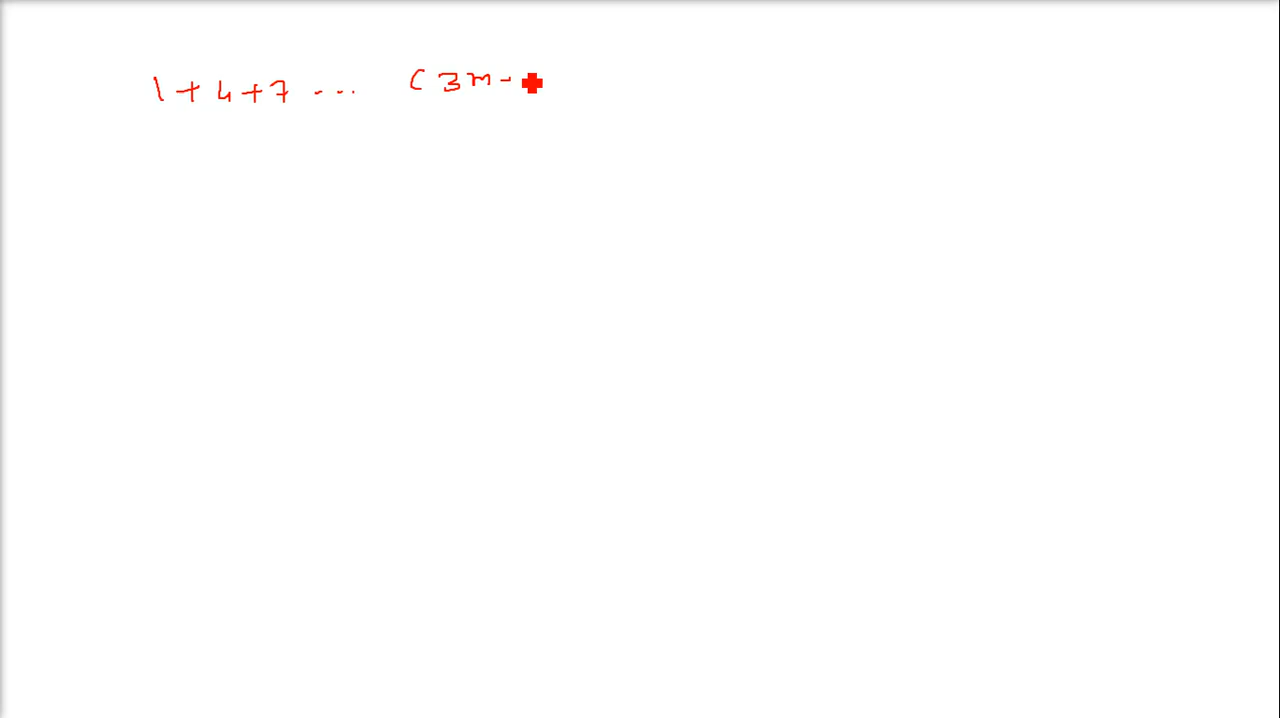 1 + 4 + 7 ... (3n -